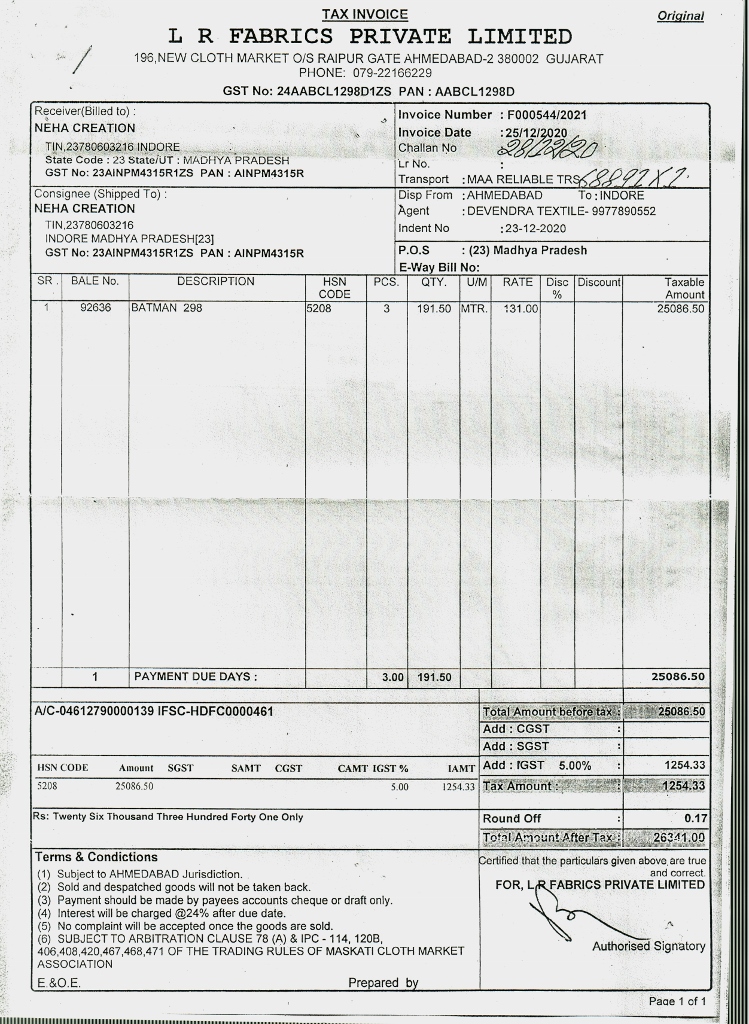 TAX INVOICE
Original
L R FABRICS PRIVATE LIMITED
196,NEW CLOTH MARKET O/S RAIPUR GATE AHMEDABAD-2 380002 GUJARAT
PHONE: 079-22166229
GST No: 24AABCL1298D1ZS PAN : AABCL1298D
Receiver(Billed to) :
NEHA CREATION
TIN,23780603216 INDORE
State Code : 23 State/UT : MADHYA PRADESH
GST No: 23AINPM4315R1ZS PAN : AINPM4315R
Invoice Number : F000544/2021
Invoice Date : 25/12/2020
Challan No : 28/12/20
Lr No. :
Transport : MAA RELIABLE TRS
Consignee (Shipped To) :
NEHA CREATION
TIN,23780603216
INDORE MADHYA PRADESH[23]
GST No: 23AINPM4315R1ZS PAN : AINPM4315R
Disp From : AHMEDABAD To : INDORE
Agent : DEVENDRA TEXTILE- 9977890552
Indent No : 23-12-2020
P.O.S : (23) Madhya Pradesh
E-Way Bill No:
SR. BALE No. DESCRIPTION HSN CODE PCS. QTY. U/M RATE Disc % Discount Taxable Amount
1 92636 BATMAN 298 5208 3 191.50 MTR. 131.00 25086.50
1 PAYMENT DUE DAYS : 3.00 191.50 25086.50
A/C-04612790000139 IFSC-HDFC0000461
Total Amount before tax : 25086.50
Add : CGST :
Add : SGST :
Add : IGST 5.00% : 1254.33
Tax Amount : 1254.33
HSN CODE Amount SGST SAMT CGST CAMT IGST % IAMT
5208 25086.50 5.00 1254.33
Rs: Twenty Six Thousand Three Hundred Forty One Only
Round Off 0.17
Total Amount After Tax : 26341.00
Terms & Conditions
(1) Subject to AHMEDABAD Jurisdiction.
(2) Sold and despatched goods will not be taken back.
(3) Payment should be made by payees accounts cheque or draft only.
(4) Interest will be charged @24% after due date.
(5) No complaint will be accepted once the goods are sold.
(6) SUBJECT TO ARBITRATION CLAUSE 78 (A) & IPC - 114, 120B,
406,408,420,467,468,471 OF THE TRADING RULES OF MASKATI CLOTH MARKET
ASSOCIATION
E.&O.E. Prepared by
Certified that the particulars given above are true
and correct.
FOR, L R FABRICS PRIVATE LIMITED
Authorised Signatory
Page 1 of 1